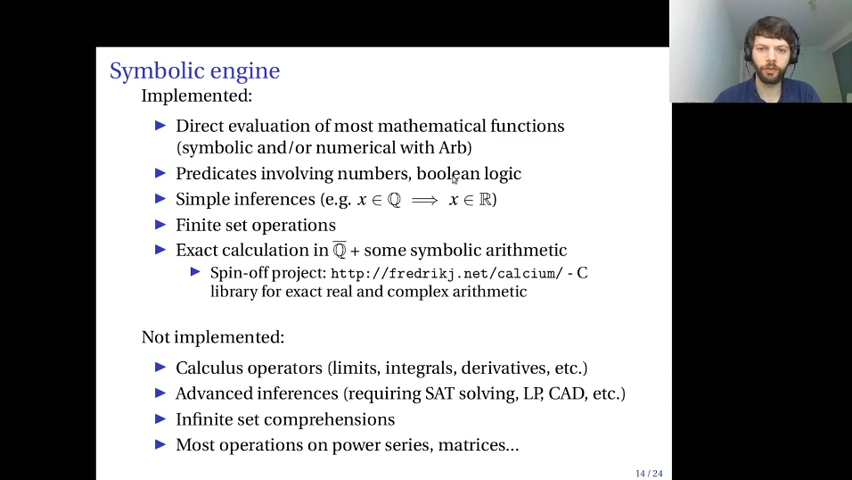 Symbolic engine
Implemented:
▶ Direct evaluation of most mathematical functions
(symbolic and/or numerical with Arb)
▶ Predicates involving numbers, boolean logic
▶ Simple inferences (e.g. x ∈ ℚ ⟹ x ∈ ℝ)
▶ Finite set operations
▶ Exact calculation in ℚ̅ + some symbolic arithmetic
▶ Spin-off project: http://fredrikj.net/calcium/ - C
library for exact real and complex arithmetic
Not implemented:
▶ Calculus operators (limits, integrals, derivatives, etc.)
▶ Advanced inferences (requiring SAT solving, LP, CAD, etc.)
▶ Infinite set comprehensions
▶ Most operations on power series, matrices...
14 / 24